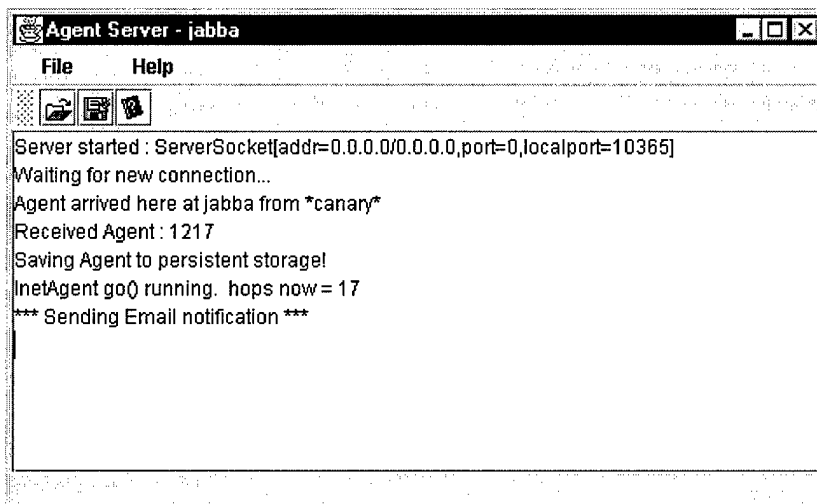 Agent Server - jabba
File Help
Server started : ServerSocket[addr=0.0.0.0/0.0.0.0,port=0,localport=10365]
Waiting for new connection...
Agent arrived here at jabba from *canary*
Received Agent : 1217
Saving Agent to persistent storage!
InetAgent go() running.  hops now = 17
*** Sending Email notification ***